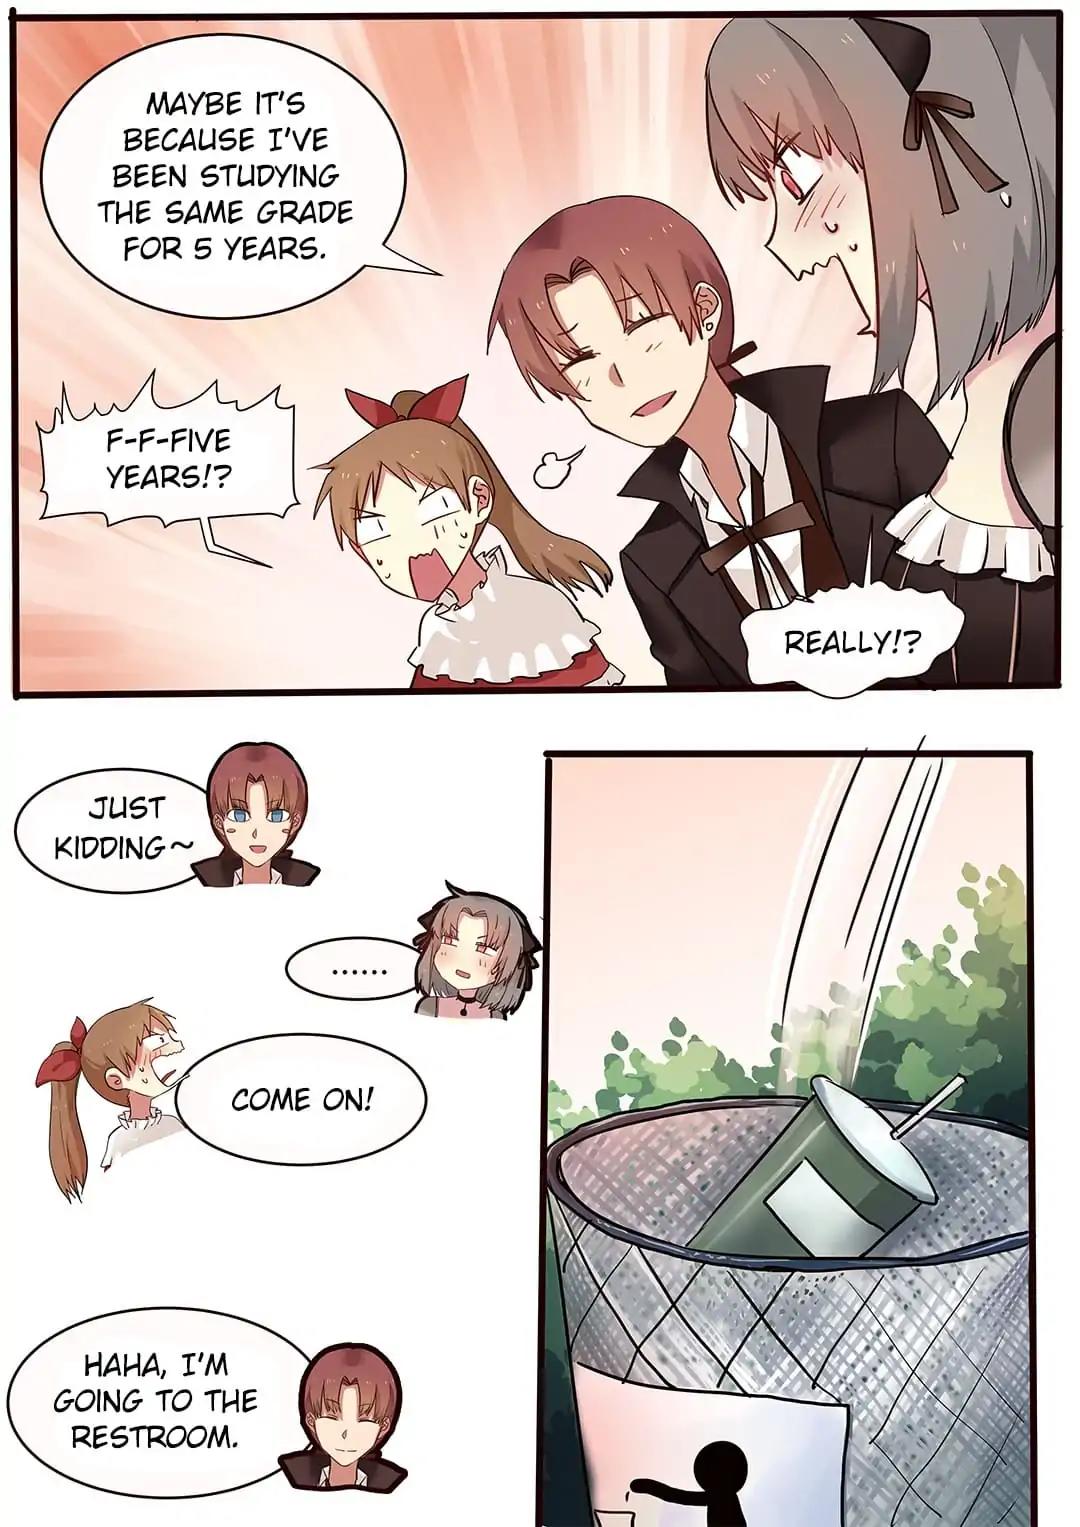 MAYBE IT'S
BECAUSE I'VE
BEEN STUDYING
THE SAME GRADE
FOR 5 YEARS.
F-F-FIVE
YEARS!?
REALLY!?
JUST
KIDDING~
......
COME ON!
HAHA, I'M
GOING TO THE
RESTROOM.